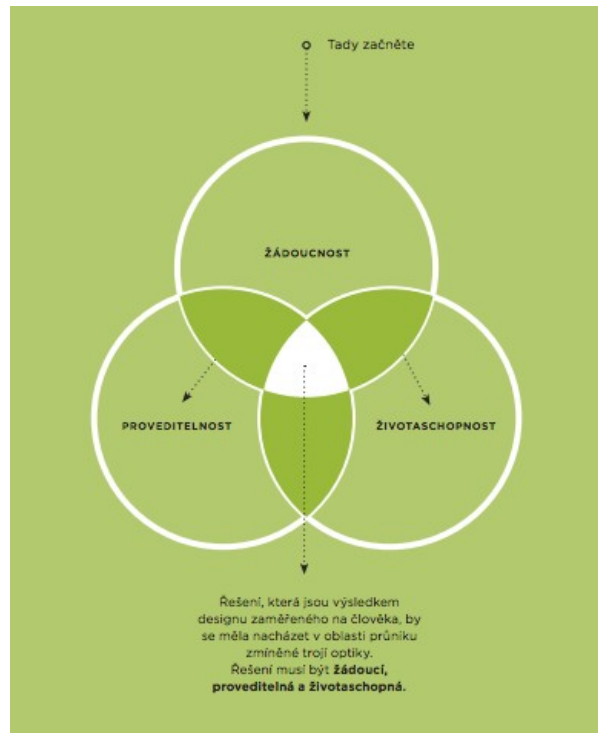 Tady začněte
ŽÁDOUCNOST
PROVEDITELNOST
ŽIVOTASCHOPNOST
Řešení, která jsou výsledkem
designu zaměřeného na člověka, by
se měla nacházet v oblasti průniku
zmíněné trojí optiky.
Řešení musí být žádoucí,
proveditelná a životaschopná.